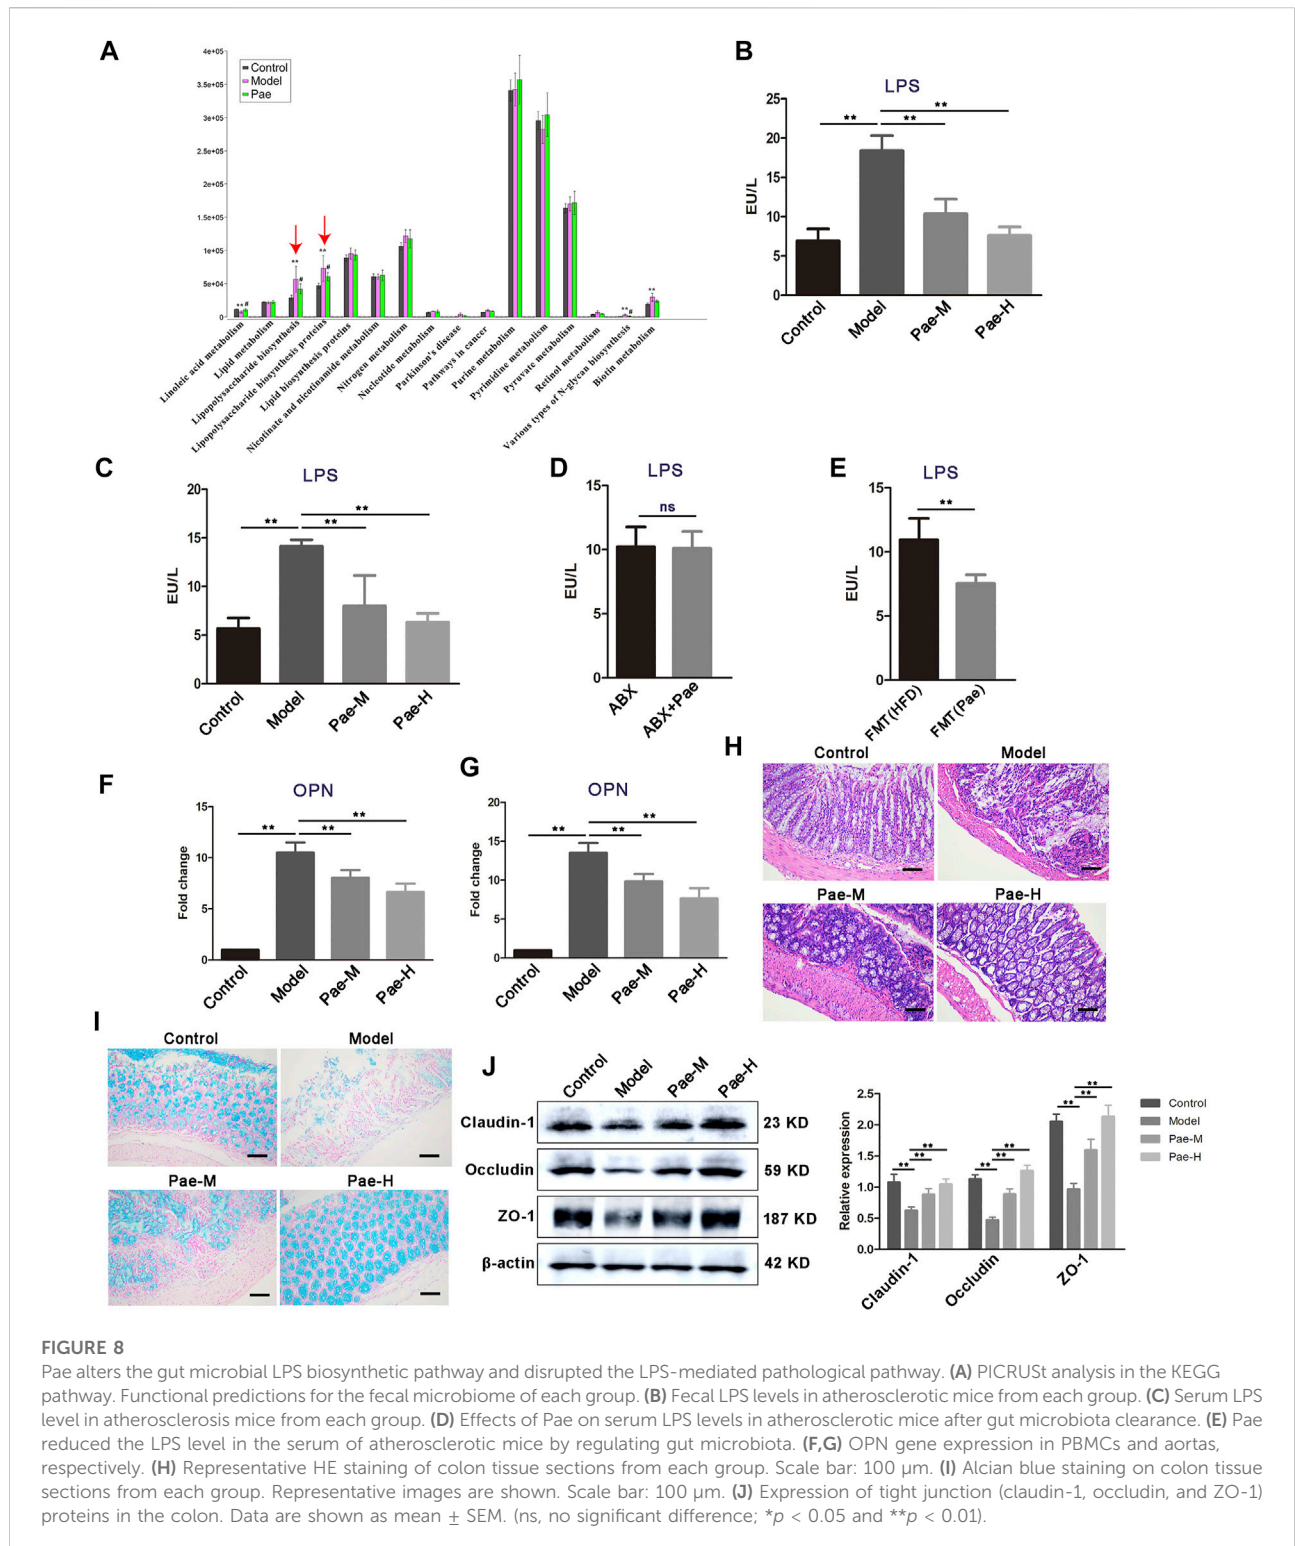 A
4e+05
3.5e+05
3e+05
2.5e+05
2e+05
1.5e+05
1e+05
5e+04
0
Control
Model
Pae
** #
**
#
**
#
**
#
**
Linoleic acid metabolism
Lipid metabolism
Lipopolysaccharide biosynthesis
Lipopolysaccharide biosynthesis proteins
Lipid biosynthesis proteins
Nicotinate and nicotinamide metabolism
Nitrogen metabolism
Nucleotide metabolism
Parkinson's disease
Pathways in cancer
Purine metabolism
Pyrimidine metabolism
Pyruvate metabolism
Retinol metabolism
Various types of N-glycan biosynthesis
Biotin metabolism
B
LPS
EU/L
25
20
15
10
5
0
**
**
**
Control
Model
Pae-M
Pae-H
C
LPS
EU/L
20
15
10
5
0
**
**
**
Control
Model
Pae-M
Pae-H
D
LPS
EU/L
15
10
5
0
ns
ABX
ABX+Pae
E
LPS
EU/L
15
10
5
0
**
FMT(HFD)
FMT(Pae)
F
OPN
Fold change
15
10
5
0
**
**
**
Control
Model
Pae-M
Pae-H
G
OPN
Fold change
20
15
10
5
0
**
**
**
Control
Model
Pae-M
Pae-H
H
Control
Model
Pae-M
Pae-H
I
Control
Model
Pae-M
Pae-H
J
Control
Model
Pae-M
Pae-H
Claudin-1
23 KD
Occludin
59 KD
ZO-1
187 KD
β-actin
42 KD
Relative expression
2.5
2.0
1.5
1.0
0.5
0.0
**
**
**
**
**
**
**
**
**
Control
Model
Pae-M
Pae-H
Claudin-1
Occludin
ZO-1
FIGURE 8
Pae alters the gut microbial LPS biosynthetic pathway and disrupted the LPS-mediated pathological pathway. (A) PICRUSt analysis in the KEGG
pathway. Functional predictions for the fecal microbiome of each group. (B) Fecal LPS levels in atherosclerotic mice from each group. (C) Serum LPS
level in atherosclerosis mice from each group. (D) Effects of Pae on serum LPS levels in atherosclerotic mice after gut microbiota clearance. (E) Pae
reduced the LPS level in the serum of atherosclerotic mice by regulating gut microbiota. (F,G) OPN gene expression in PBMCs and aortas,
respectively. (H) Representative HE staining of colon tissue sections from each group. Scale bar: 100 μm. (I) Alcian blue staining on colon tissue
sections from each group. Representative images are shown. Scale bar: 100 μm. (J) Expression of tight junction (claudin-1, occludin, and ZO-1)
proteins in the colon. Data are shown as mean ± SEM. (ns, no significant difference; *p < 0.05 and **p < 0.01).